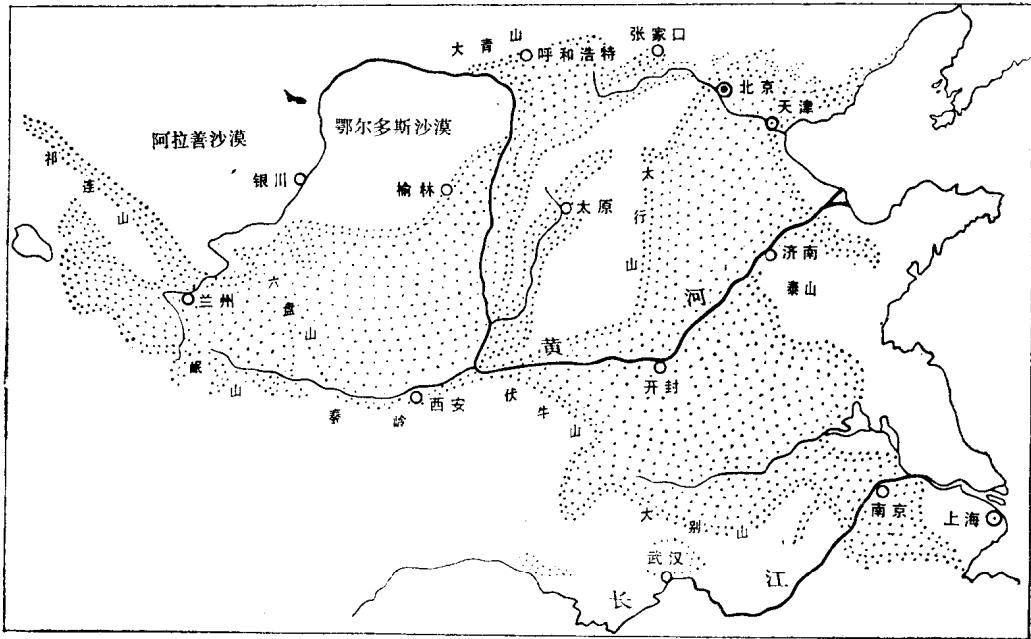 大青山
呼和浩特
张家口
北京
天津
阿拉善沙漠
鄂尔多斯沙漠
祁连山
银川
榆林
太原
太行山
济南
泰山
兰州
六盘山
黄河
开封
岷山
秦岭
西安
伏牛山
大别山
南京
上海
武汉
长江